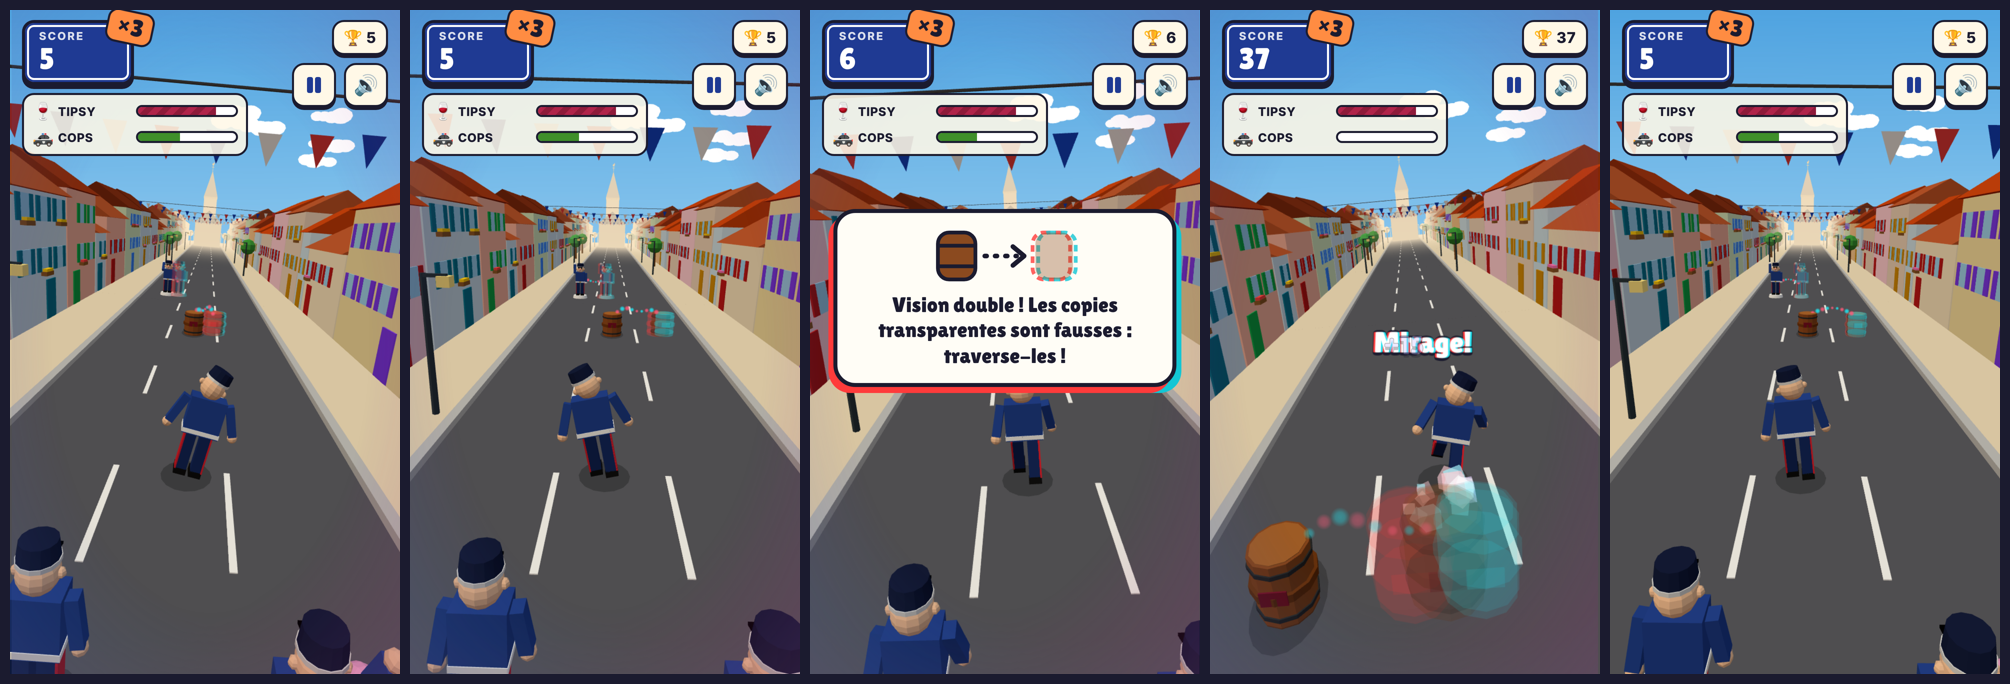 SCORE
×3
5
🏆 5
TIPSY
COPS
SCORE
×3
5
🏆 5
TIPSY
COPS
SCORE
×3
6
🏆 6
TIPSY
COPS
Vision double ! Les copies
transparentes sont fausses :
traverse-les !
SCORE
×3
37
🏆 37
TIPSY
COPS
Mirage!
SCORE
×3
5
🏆 5
TIPSY
COPS